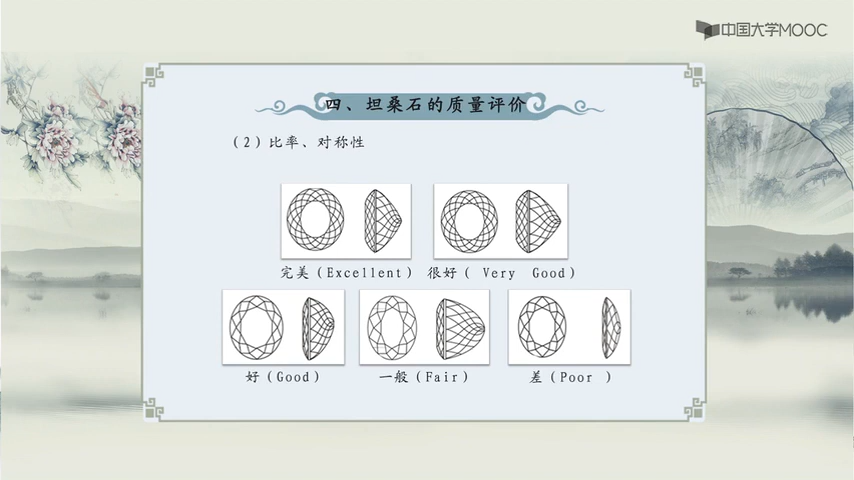 中国大学MOOC
四、坦桑石的质量评价
（2）比率、对称性
完美（Excellent） 很好（ Very Good）
好（Good） 一般（Fair） 差（Poor ）